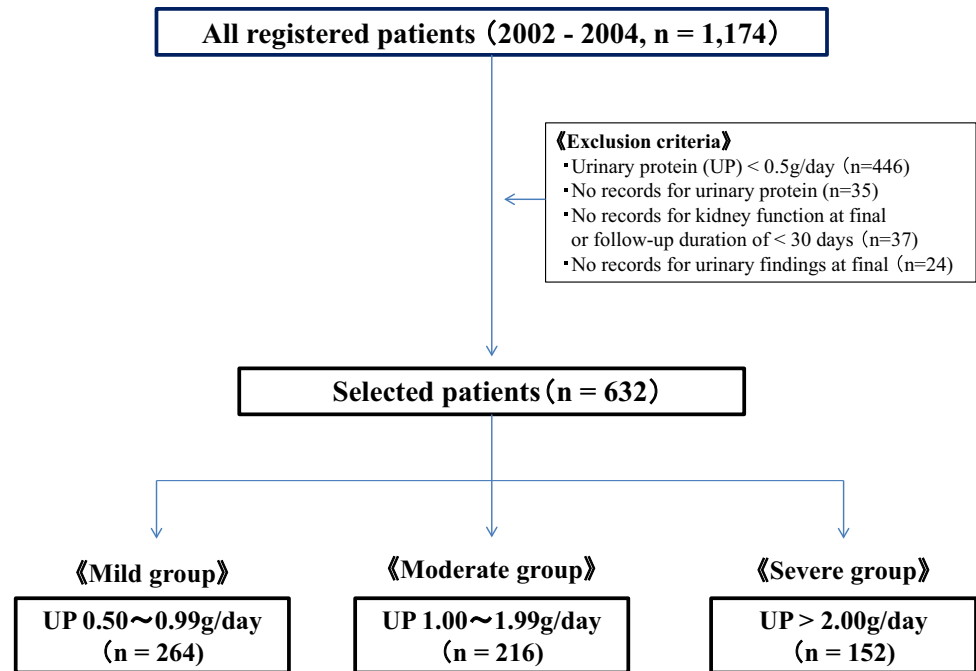 All registered patients（2002 - 2004, n = 1,174）
《Exclusion criteria》
・Urinary protein (UP) < 0.5g/day（n=446）
・No records for urinary protein (n=35)
・No records for kidney function at final
or follow-up duration of < 30 days（n=37）
・No records for urinary findings at final（n=24）
Selected patients（n = 632）
《Mild group》
UP 0.50～0.99g/day
（n = 264）
《Moderate group》
UP 1.00～1.99g/day
（n = 216）
《Severe group》
UP > 2.00g/day
（n = 152）